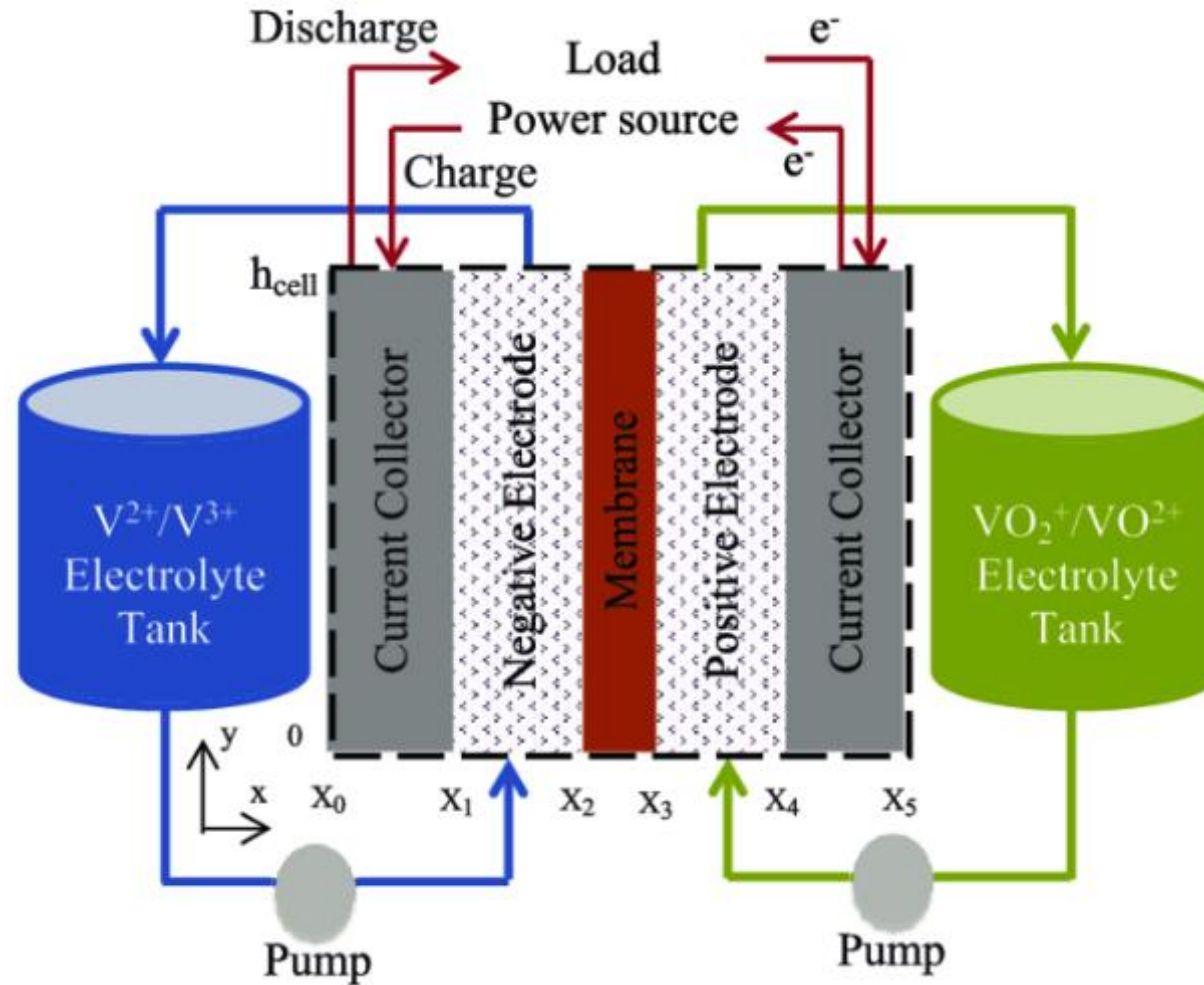 Discharge
Load
e⁻
Power source
Charge
e⁻
h_cell
Current Collector
Negative Electrode
Membrane
Positive Electrode
Current Collector
V²⁺/V³⁺
Electrolyte
Tank
VO₂⁺/VO²⁺
Electrolyte
Tank
y
0
x
X₀
X₁
X₂
X₃
X₄
X₅
Pump
Pump